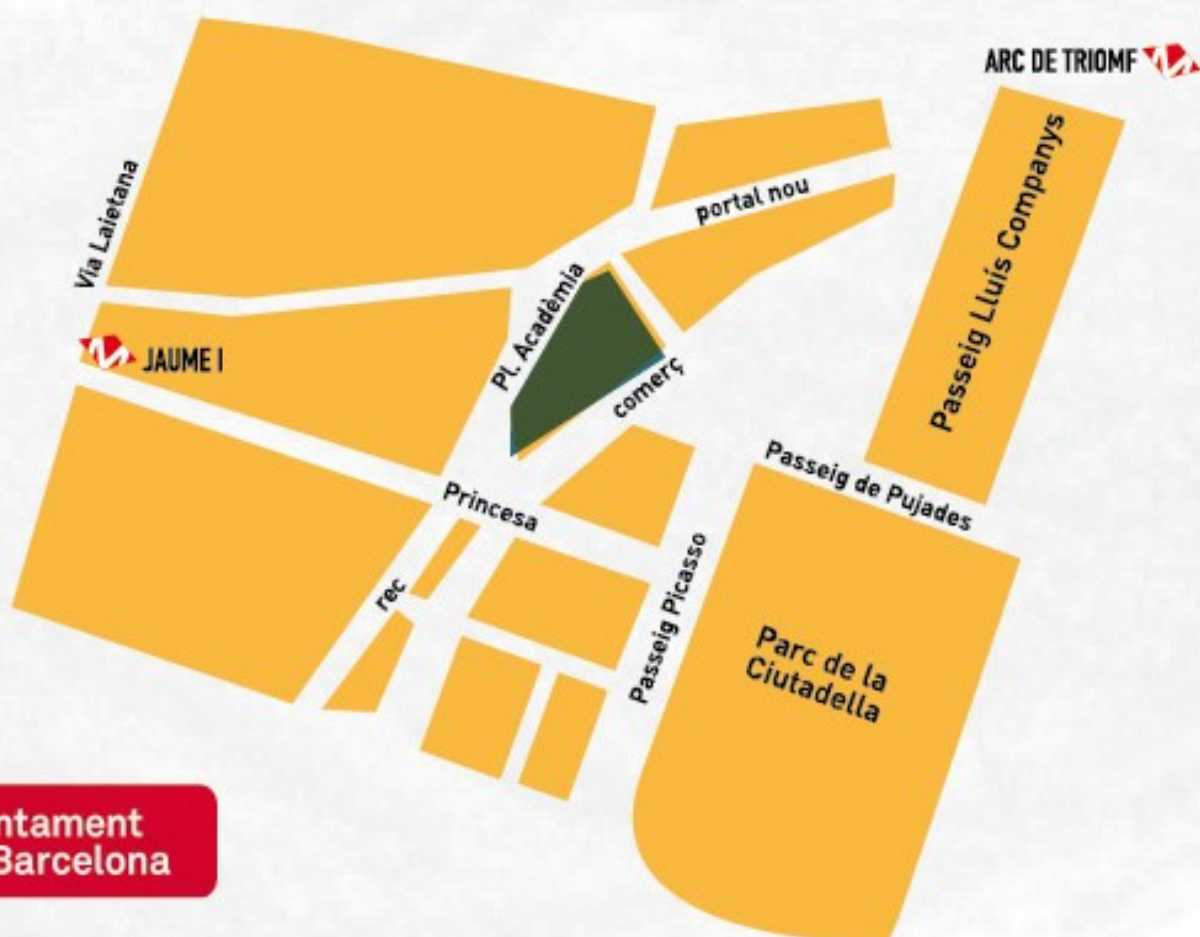 ARC DE TRIOMF
Passeig Lluís Companys
Via Laietana
portal nou
Pl. Acadèmia
JAUME I
comerç
Passeig de Pujades
Princesa
rec
Passeig Picasso
Parc de la
Ciutadella
ntament
Barcelona